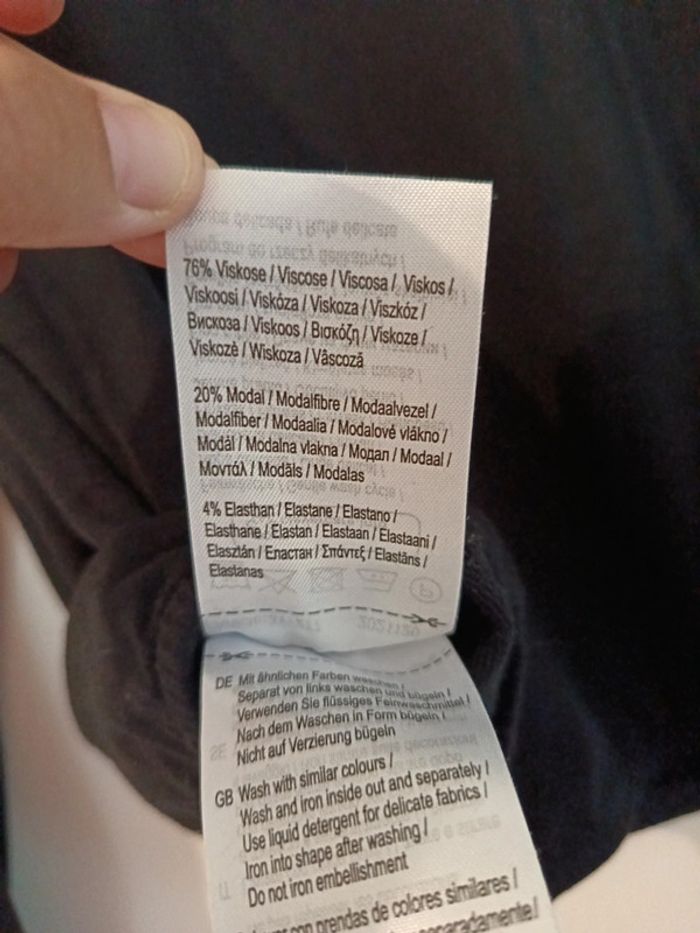 76% Viskose / Viscose / Viscosa / Viskos /
Viskoosi / Viskóza / Viskoza / Viszkóz /
Вискоза / Viskoos / Βισκόζη / Viskoze /
Viskozė / Wiskoza / Vâscoză
20% Modal / Modalfibre / Modaalvezel /
Modalfiber / Modaalia / Modalové vlákno /
Modál / Modalna vlakna / Модал / Modaal /
Μοντάλ / Modāls / Modalas
4% Elasthan / Elastane / Elastano /
Elasthane / Elastan / Elastaan / Elastaani /
Elasztán / Еластан / Σπάντεξ / Elastāns /
Elastanas
DE Mit ähnlichen Farben waschen /
Separat von links waschen und bügeln /
Verwenden Sie flüssiges Feinwaschmittel /
Nach dem Waschen in Form bügeln /
Nicht auf Verzierung bügeln
GB Wash with similar colours /
Wash and iron inside out and separately /
Use liquid detergent for delicate fabrics /
Iron into shape after washing /
Do not iron embellishment
con prendas de colores similares /